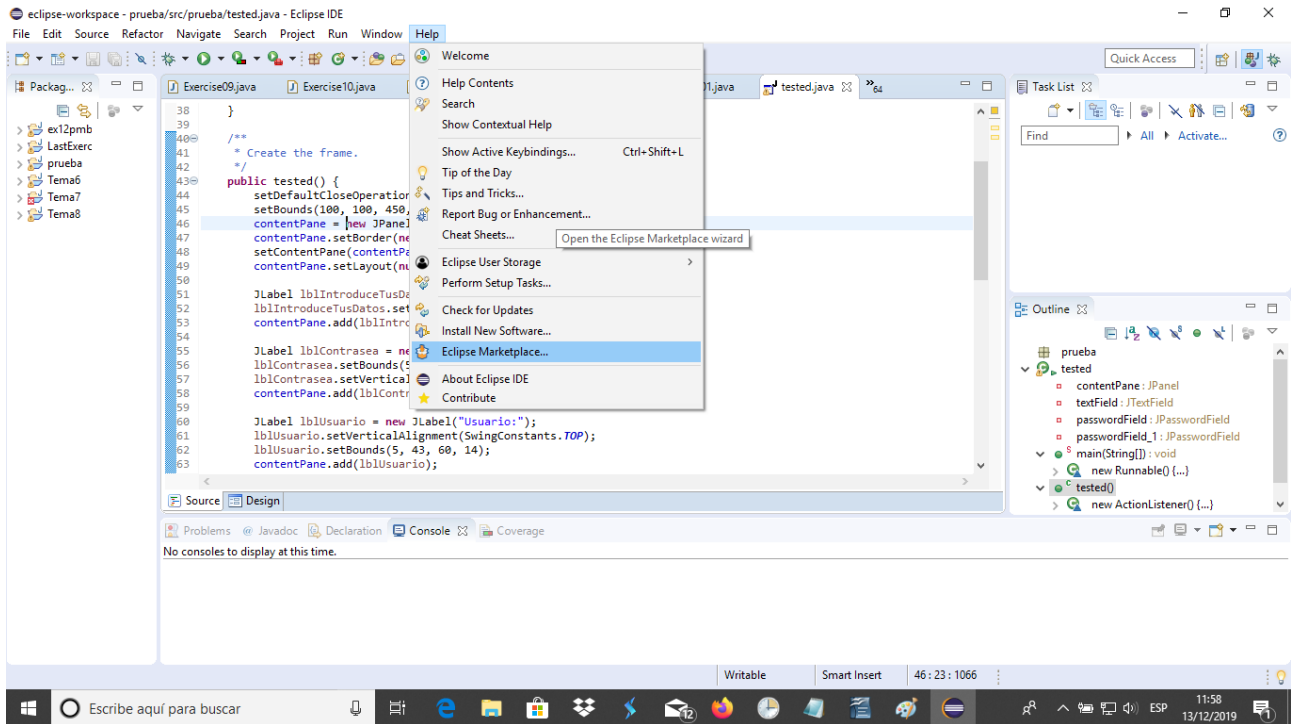 eclipse-workspace - prueba/src/prueba/tested.java - Eclipse IDE
File Edit Source Refactor Navigate Search Project Run Window Help
Quick Access
Welcome
Help Contents
Search
Show Contextual Help
Show Active Keybindings... Ctrl+Shift+L
Tip of the Day
Tips and Tricks...
Report Bug or Enhancement...
Cheat Sheets...
Open the Eclipse Marketplace wizard
Eclipse User Storage
Perform Setup Tasks...
Check for Updates
Install New Software...
Eclipse Marketplace...
About Eclipse IDE
Contribute
Packag...
ex12pmb
LastExerc
prueba
Tema6
Tema7
Tema8
Exercise09.java Exercise10.java 01.java tested.java »64
38 }
39
40 /**
41 * Create the frame.
42 */
43 public tested() {
44 setDefaultCloseOperation
45 setBounds(100, 100, 450,
46 contentPane = new JPanel
47 contentPane.setBorder(ne
48 setContentPane(contentPa
49 contentPane.setLayout(nu
50
51 JLabel lblIntroduceTusDa
52 lblIntroduceTusDatos.set
53 contentPane.add(lblIntro
54
55 JLabel lblContrasea = ne
56 lblContrasea.setBounds(5
57 lblContrasea.setVertical
58 contentPane.add(lblContr
59
60 JLabel lblUsuario = new JLabel("Usuario:");
61 lblUsuario.setVerticalAlignment(SwingConstants.TOP);
62 lblUsuario.setBounds(5, 43, 60, 14);
63 contentPane.add(lblUsuario);
Source Design
Task List
Find All Activate...
Outline
prueba
tested
contentPane : JPanel
textField : JTextField
passwordField : JPasswordField
passwordField_1 : JPasswordField
main(String[]) : void
new Runnable() {...}
tested()
new ActionListener() {...}
Problems Javadoc Declaration Console Coverage
No consoles to display at this time.
Writable Smart Insert 46 : 23 : 1066
Escribe aquí para buscar
12
ESP
11:58
13/12/2019
1